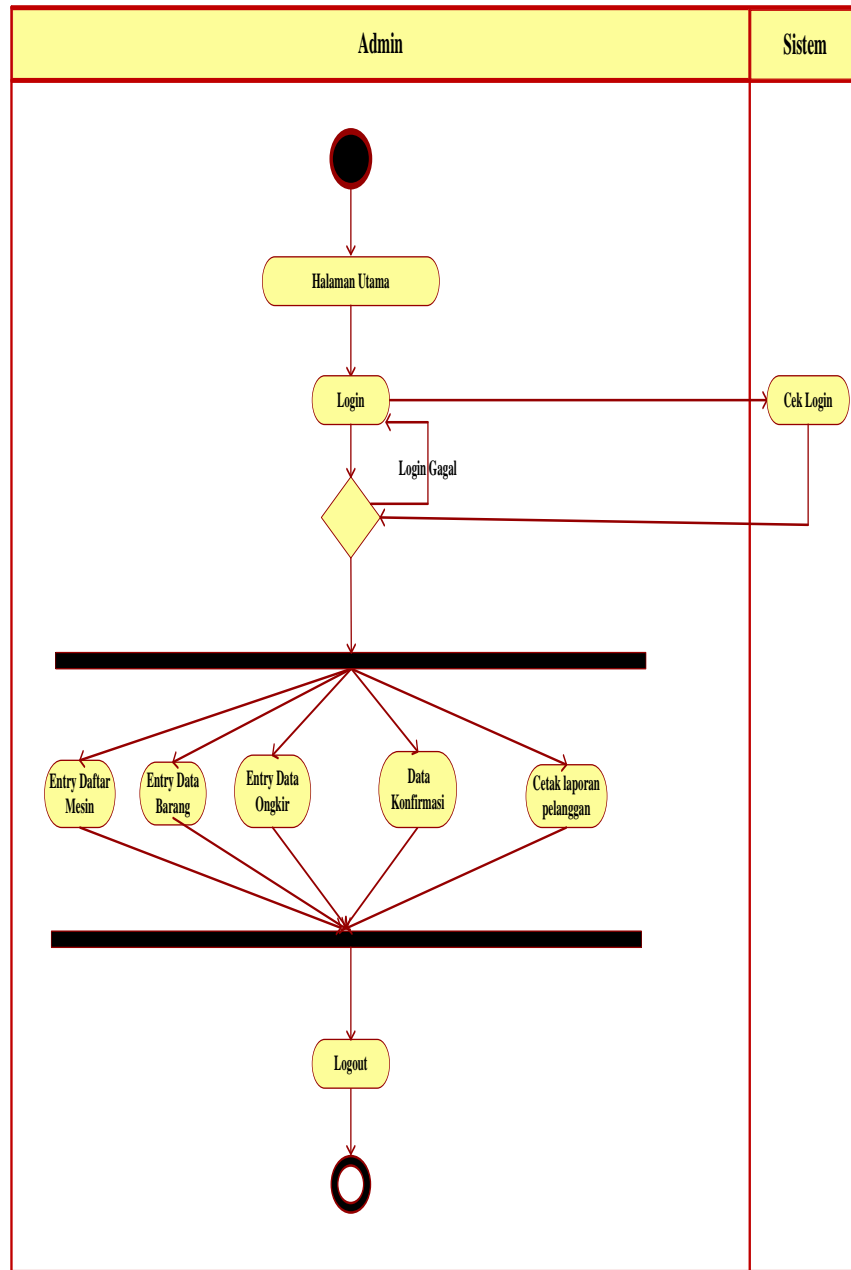 Admin
Sistem
Halaman Utama
Login
Cek Login
Login Gagal
Entry Daftar
Mesin
Entry Data
Barang
Entry Data
Ongkir
Data
Konfirmasi
Cetak laporan
pelanggan
Logout